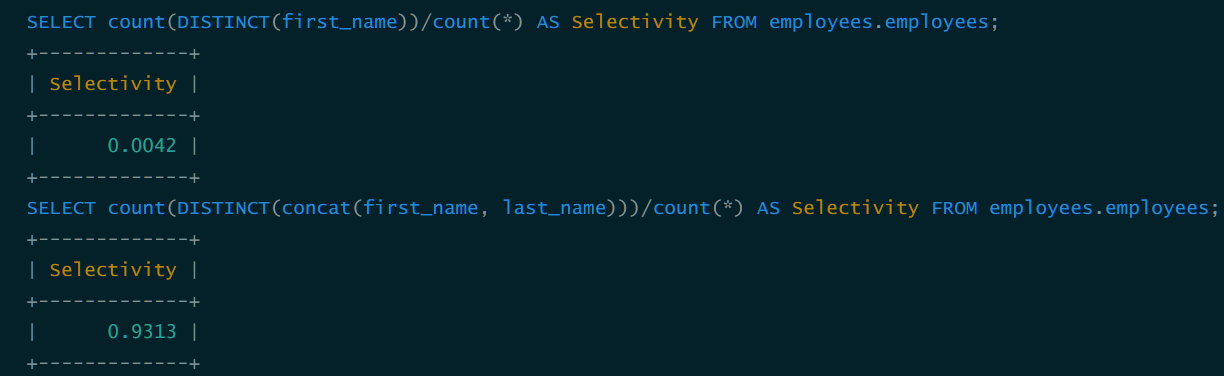 SELECT count(DISTINCT(first_name))/count(*) AS Selectivity FROM employees.employees;
+-------------+
| Selectivity |
+-------------+
|      0.0042 |
+-------------+
SELECT count(DISTINCT(concat(first_name, last_name)))/count(*) AS Selectivity FROM employees.employees;
+-------------+
| Selectivity |
+-------------+
|      0.9313 |
+-------------+